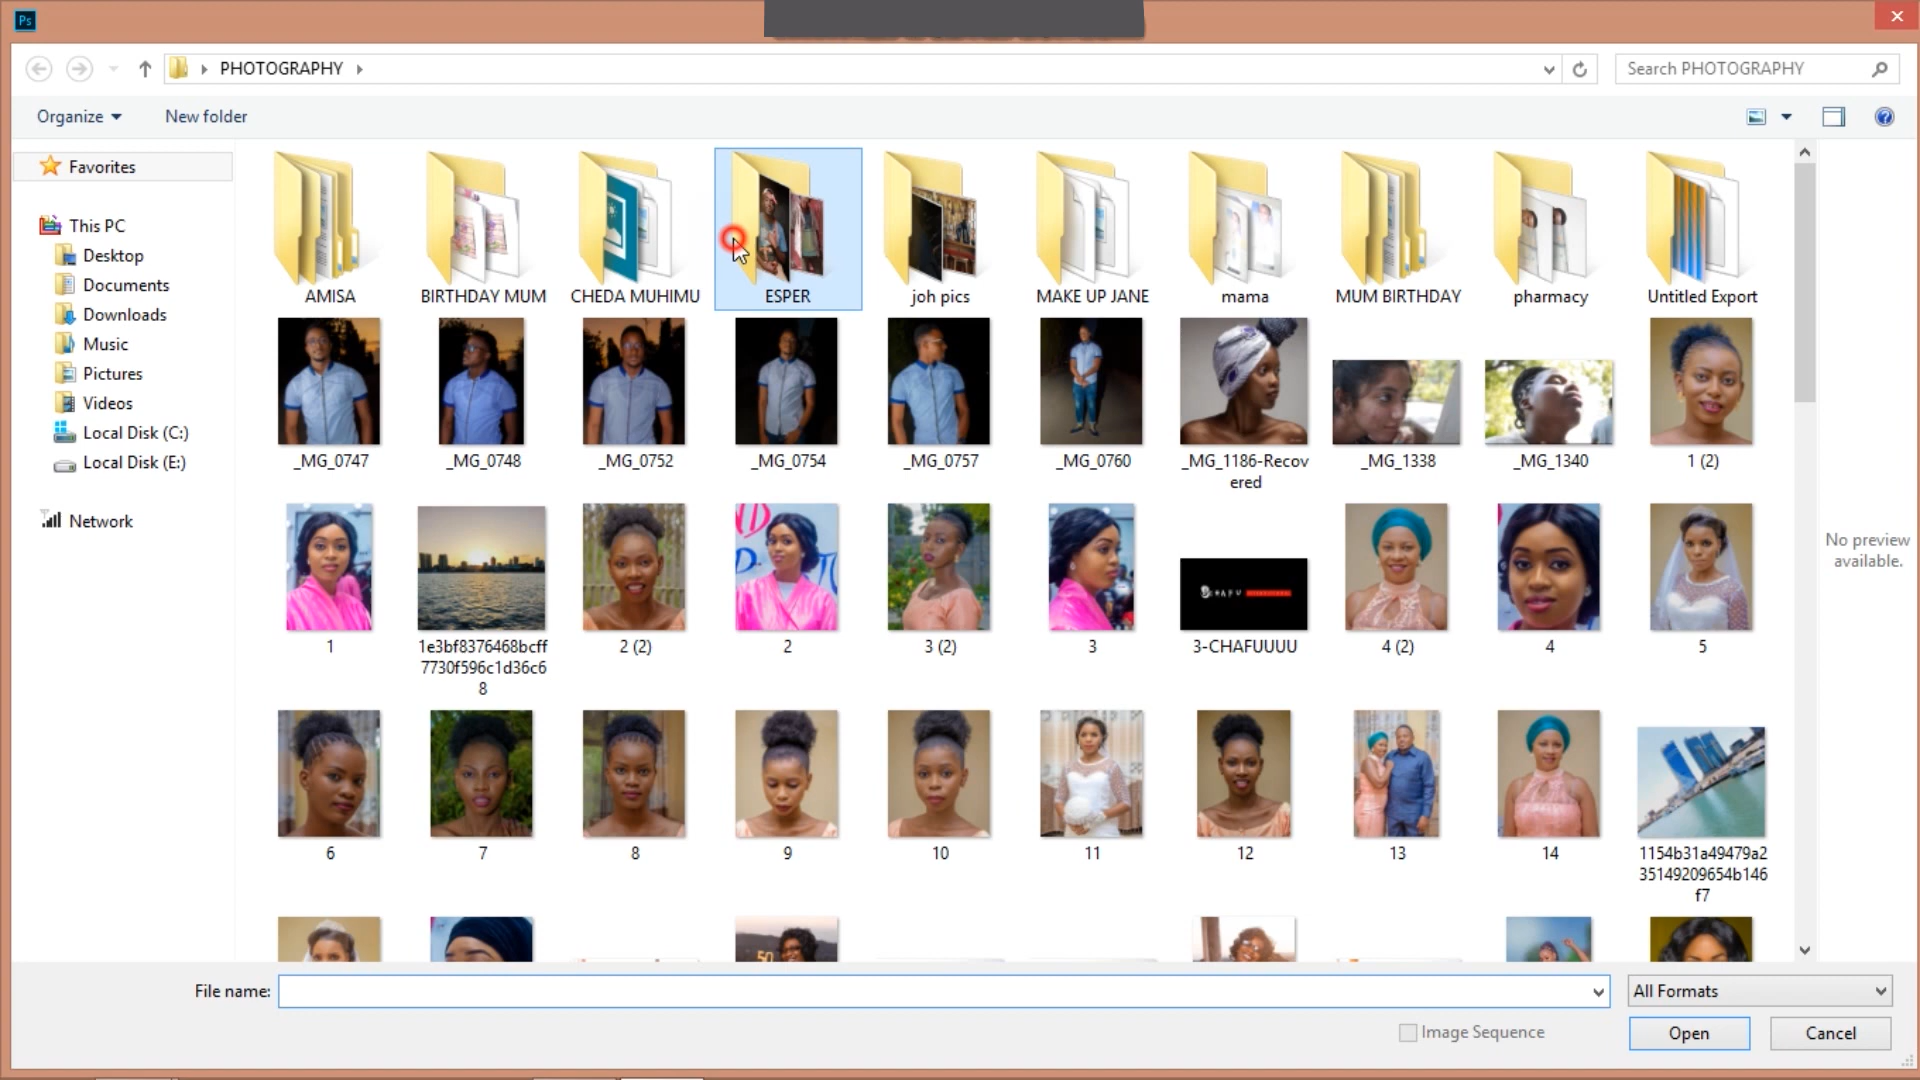 Ps
PHOTOGRAPHY
Search PHOTOGRAPHY
Organize
New folder
Favorites
This PC
Desktop
Documents
Downloads
Music
Pictures
Videos
Local Disk (C:)
Local Disk (E:)
Network
AMISA
BIRTHDAY MUM
CHEDA MUHIMU
ESPER
joh pics
MAKE UP JANE
mama
MUM BIRTHDAY
pharmacy
Untitled Export
_MG_0747
_MG_0748
_MG_0752
_MG_0754
_MG_0757
_MG_0760
_MG_1186-Recov
ered
_MG_1338
_MG_1340
1 (2)
1
1e3bf8376468bcff
7730f596c1d36c6
8
2 (2)
2
3 (2)
3
3-CHAFUUUU
4 (2)
4
5
6
7
8
9
10
11
12
13
14
1154b31a49479a2
35149209654b146
f7
50
No preview
available.
File name:
All Formats
Image Sequence
Open
Cancel